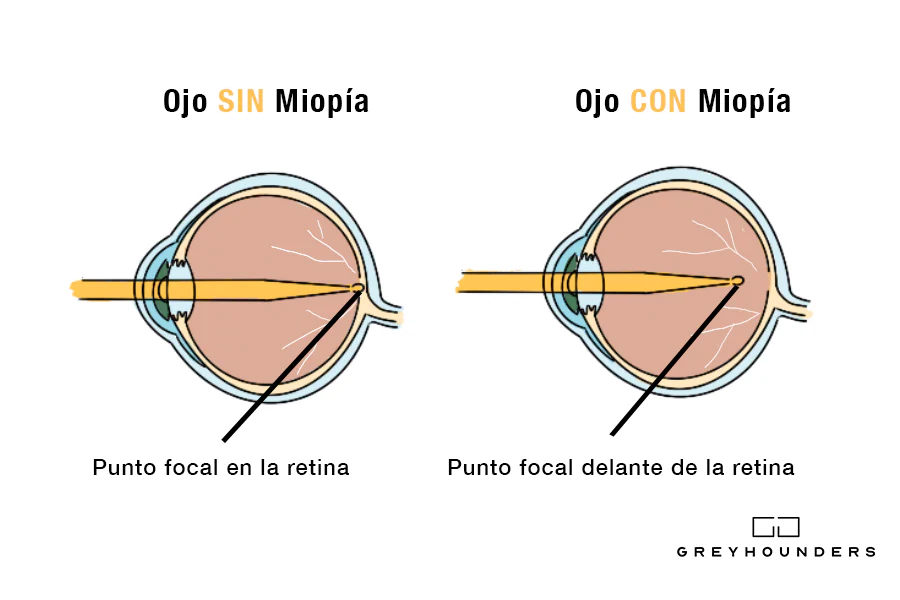 Ojo SIN Miopía
Ojo CON Miopía
Punto focal en la retina
Punto focal delante de la retina
GREYHOUNDERS